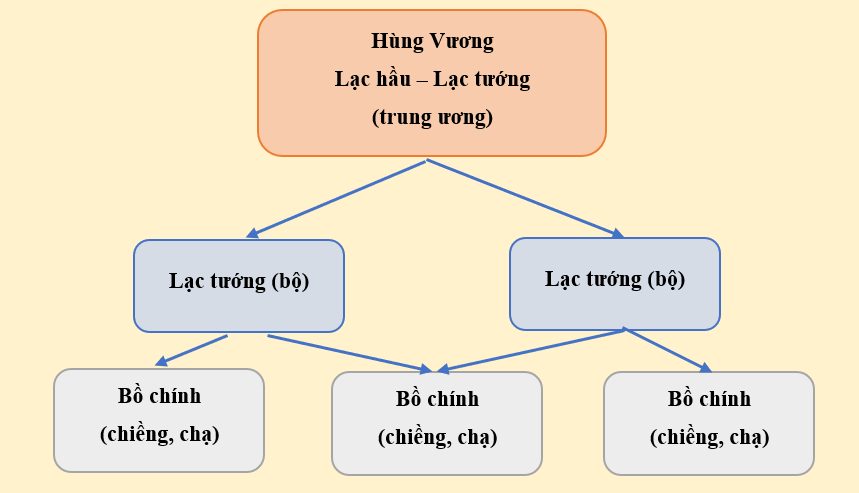 Hùng Vương
Lạc hầu – Lạc tướng
(trung ương)
Lạc tướng (bộ)
Lạc tướng (bộ)
Bồ chính
(chiềng, chạ)
Bồ chính
(chiềng, chạ)
Bồ chính
(chiềng, chạ)